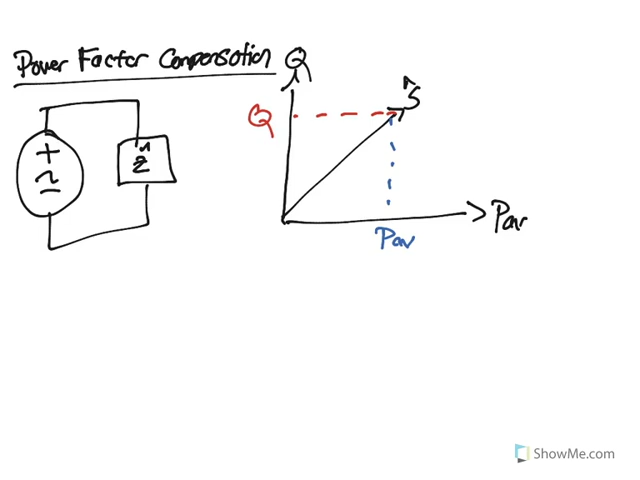 Power Factor Compensation
Q
Ŝ
Q
+
~
-
Ẑ
Pav
Pav
ShowMe.com